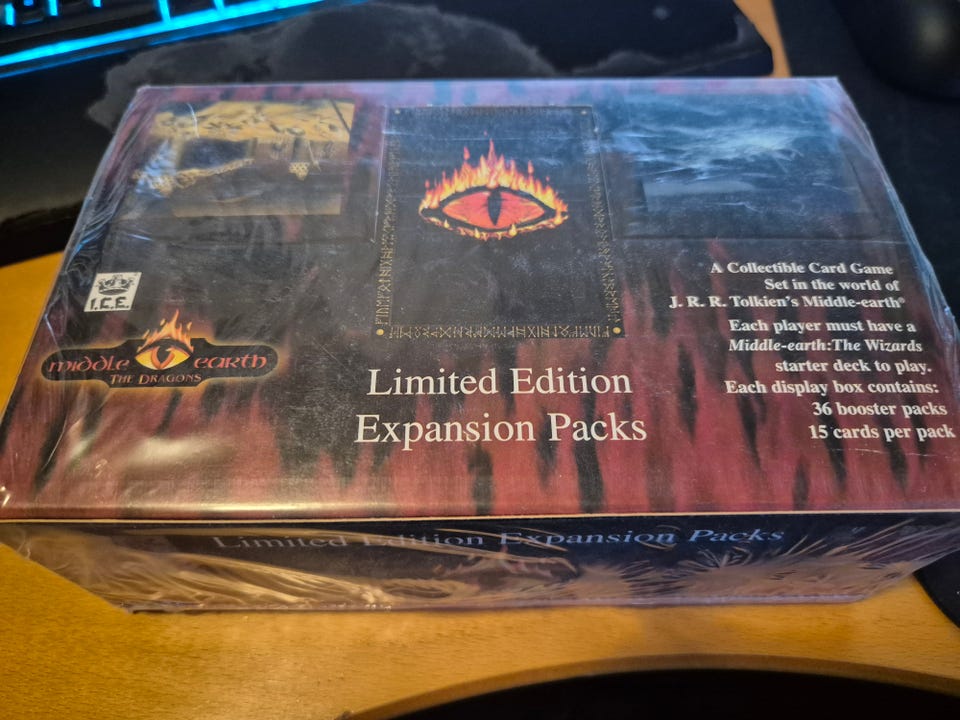 I.C.E.
middle earth
THE DRAGONS
Limited Edition
Expansion Packs
A Collectible Card Game
Set in the world of
J. R. R. Tolkien's Middle-earth®
Each player must have a
Middle-earth:The Wizards
starter deck to play.
Each display box contains:
36 booster packs
15 cards per pack
Limited Edition Expansion Packs